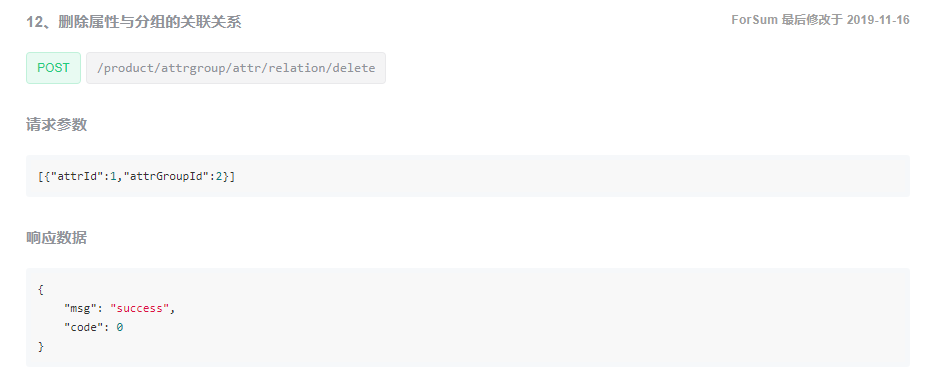 12、删除属性与分组的关联关系
ForSum 最后修改于 2019-11-16
POST /product/attrgroup/attr/relation/delete
请求参数
[{"attrId":1,"attrGroupId":2}]
响应数据
{
    "msg": "success",
    "code": 0
}